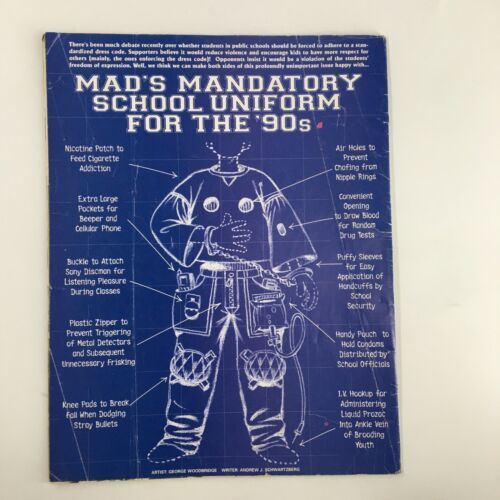 There's been much debate recently over whether students in public schools should be forced to adhere to a stan-
dardized dress code. Supporters believe it would reduce violence and encourage kids to have more respect for
others [mainly, the ones enforcing the dress code]! Opponents insist it would be a violation of the students'
freedom of expression. Well, we think we can make both sides of this profoundly unimportant issue happy with...
MAD'S MANDATORY
SCHOOL UNIFORM
FOR THE '90s
Nicotine Patch to
Feed Cigarette
Addiction
Extra Large
Pockets for
Beeper and
Cellular Phone
Buckle to Attach
Sony Discman for
Listening Pleasure
During Classes
Plastic Zipper to
Prevent Triggering
of Metal Detectors
and Subsequent
Unnecessary Frisking
Knee Pads to Break
Fall When Dodging
Stray Bullets
Air Holes to
Prevent
Chafing from
Nipple Rings
Convenient
Opening
to Draw Blood
for Random
Drug Tests
Puffy Sleeves
for Easy
Application of
Handcuffs by
School
Security
Handy Pouch to
Hold Condoms
Distributed by
School Officials
I.V. Hookup for
Administering
Liquid Prozac
Into Ankle Vein
of Brooding
Youth
ARTIST: GEORGE WOODBRIDGE WRITER: ANDREW J. SCHWARTZBERG